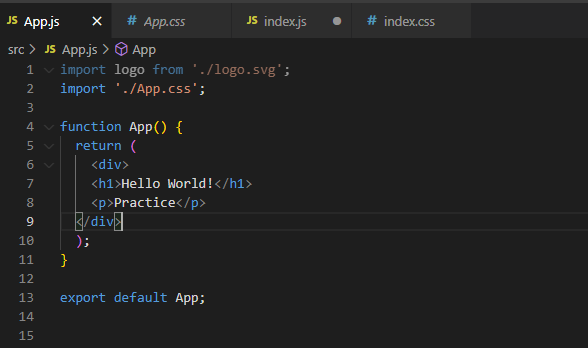 JS App.js × # App.css JS index.js ● # index.css
src > JS App.js > App
1 import logo from './logo.svg';
2 import './App.css';
3
4 function App() {
5   return (
6     <div>
7     <h1>Hello World!</h1>
8     <p>Practice</p>
9   </div>
10   );
11 }
12
13 export default App;
14
15